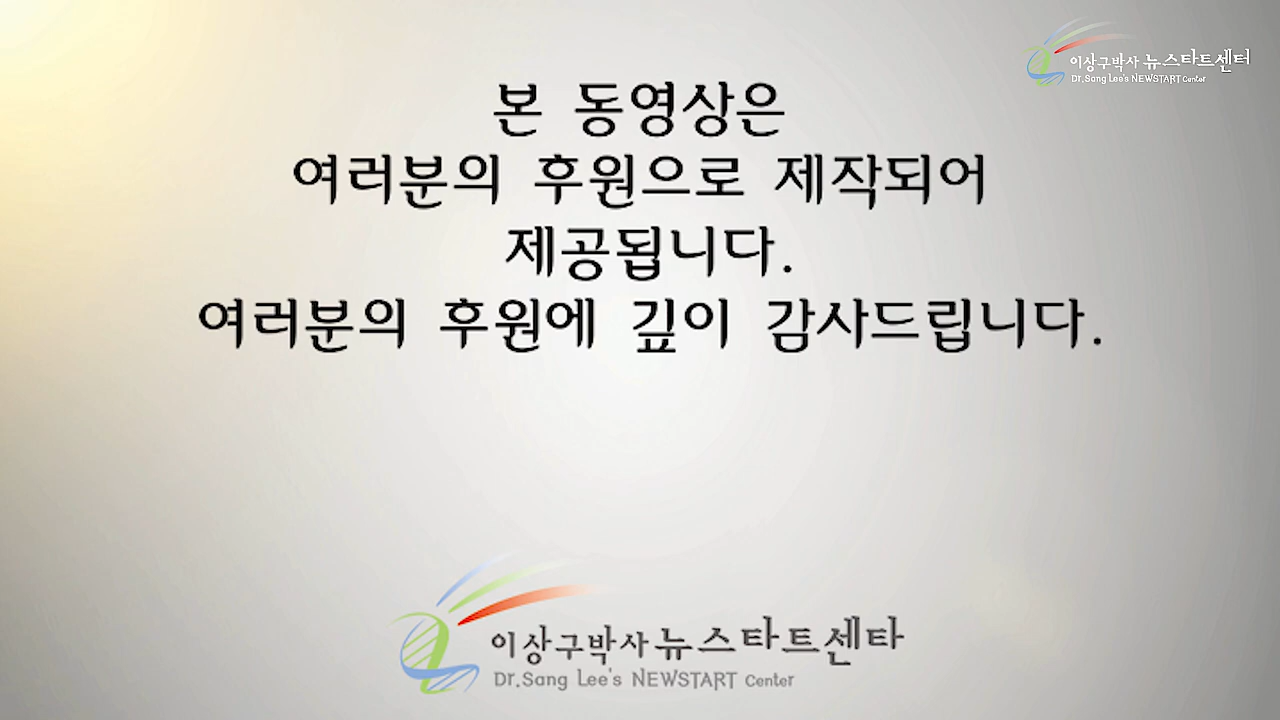 이상구박사 뉴스타트센터
Dr.Sang Lee's NEWSTART Center
본 동영상은
여러분의 후원으로 제작되어
제공됩니다.
여러분의 후원에 깊이 감사드립니다.
이상구박사 뉴스타트센타
Dr.Sang Lee's NEWSTART Center